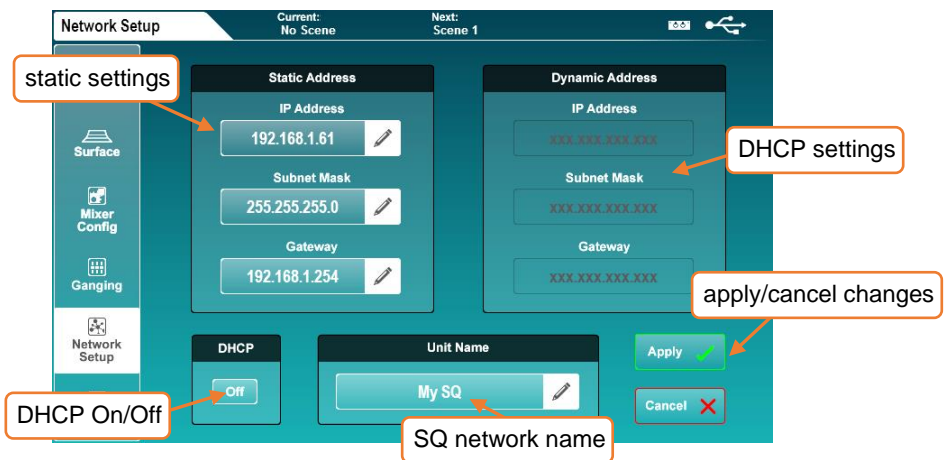 Network Setup
Current:
No Scene
Next:
Scene 1
static settings
Static Address
IP Address
192.168.1.61
Subnet Mask
255.255.255.0
Gateway
192.168.1.254
Dynamic Address
IP Address
xxx.xxx.xxx.xxx
Subnet Mask
xxx.xxx.xxx.xxx
Gateway
xxx.xxx.xxx.xxx
DHCP settings
Surface
Mixer
Config
Ganging
Network
Setup
apply/cancel changes
DHCP
Off
Unit Name
My SQ
Apply
Cancel
DHCP On/Off
SQ network name